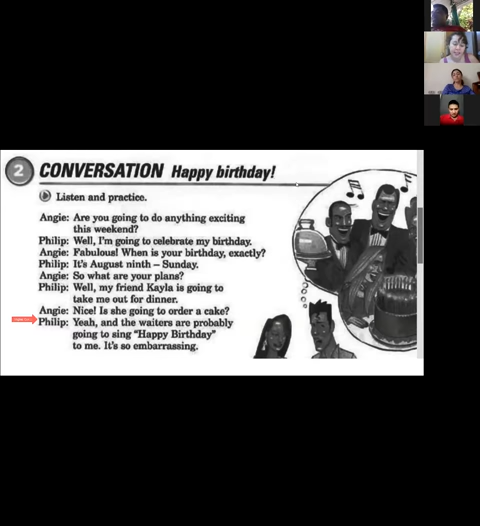 2 CONVERSATION Happy birthday!
Listen and practice.
Angie: Are you going to do anything exciting
this weekend?
Philip: Well, I'm going to celebrate my birthday.
Angie: Fabulous! When is your birthday, exactly?
Philip: It's August ninth – Sunday.
Angie: So what are your plans?
Philip: Well, my friend Kayla is going to
take me out for dinner.
Angie: Nice! Is she going to order a cake?
Philip: Yeah, and the waiters are probably
going to sing "Happy Birthday"
to me. It's so embarrassing.